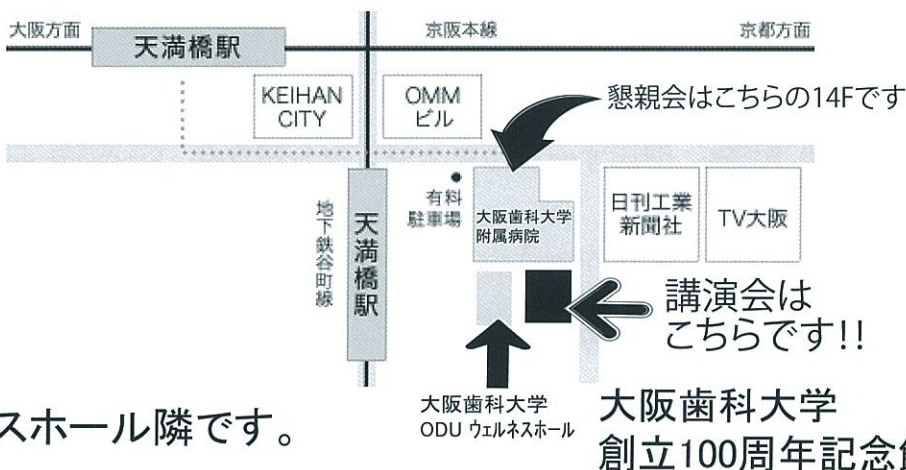 大阪方面
京阪本線
京都方面
天満橋駅
KEIHAN
CITY
OMM
ビル
懇親会はこちらの14Fです
地下鉄谷町線
天満橋駅
有料
駐車場
大阪歯科大学
附属病院
日刊工業
新聞社
TV大阪
講演会は
こちらです!!
スホール隣です。
大阪歯科大学
ODU ウェルネスホール
大阪歯科大学
創立100周年記念